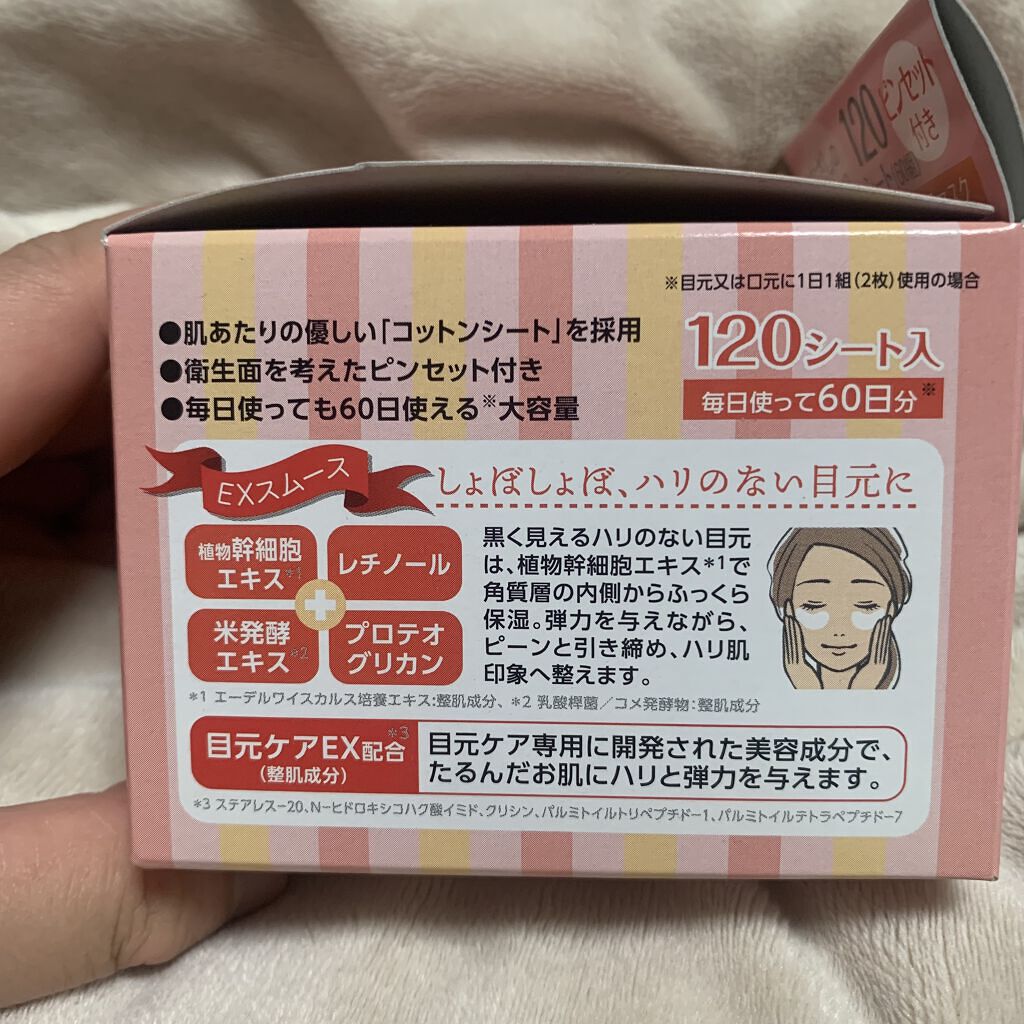 120
ピンセット
付き
シート(60回)
マスク
※目元又は口元に1日1組(2枚)使用の場合
●肌あたりの優しい「コットンシート」を採用
●衛生面を考えたピンセット付き
●毎日使っても60日使える※大容量
120シート入
毎日使って60日分※
EXスムース
しょぼしょぼ、ハリのない目元に
植物幹細胞
エキス*1
レチノール
米発酵
エキス*2
プロテオ
グリカン
黒く見えるハリのない目元
は、植物幹細胞エキス*1で
角質層の内側からふっくら
保湿。弾力を与えながら、
ピーンと引き締め、ハリ肌
印象へ整えます。
*1 エーデルワイスカルス培養エキス:整肌成分、*2 乳酸桿菌/コメ発酵物:整肌成分
目元ケアEX配合*3
(整肌成分)
目元ケア専用に開発された美容成分で、
たるんだお肌にハリと弾力を与えます。
*3 ステアレス-20、N-ヒドロキシコハク酸イミド、クリシン、パルミトイルトリペプチド-1、パルミトイルテトラペプチド-7